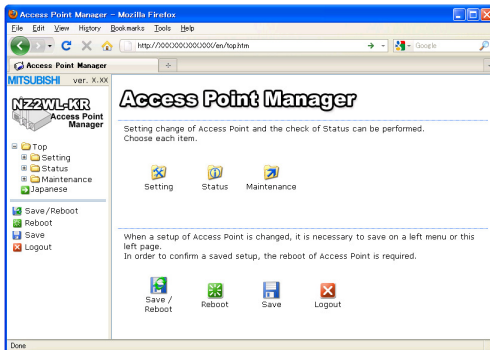 Access Point Manager - Mozilla Firefox
File Edit View History Bookmarks Tools Help
http://XXX.XXX.XXX.XXX/en/top.htm
Google
Access Point Manager
MITSUBISHI ver. X.XX
NZ2WL-KR
Access Point
Manager
Top
Setting
Status
Maintenance
Japanese
Save/Reboot
Reboot
Save
Logout
Access Point Manager
Setting change of Access Point and the check of Status can be performed.
Choose each item.
Setting Status Maintenance
When a setup of Access Point is changed, it is necessary to save on a left menu or this
left page.
In order to confirm a saved setup, the reboot of Access Point is required.
Save /
Reboot
Reboot
Save
Logout
Done